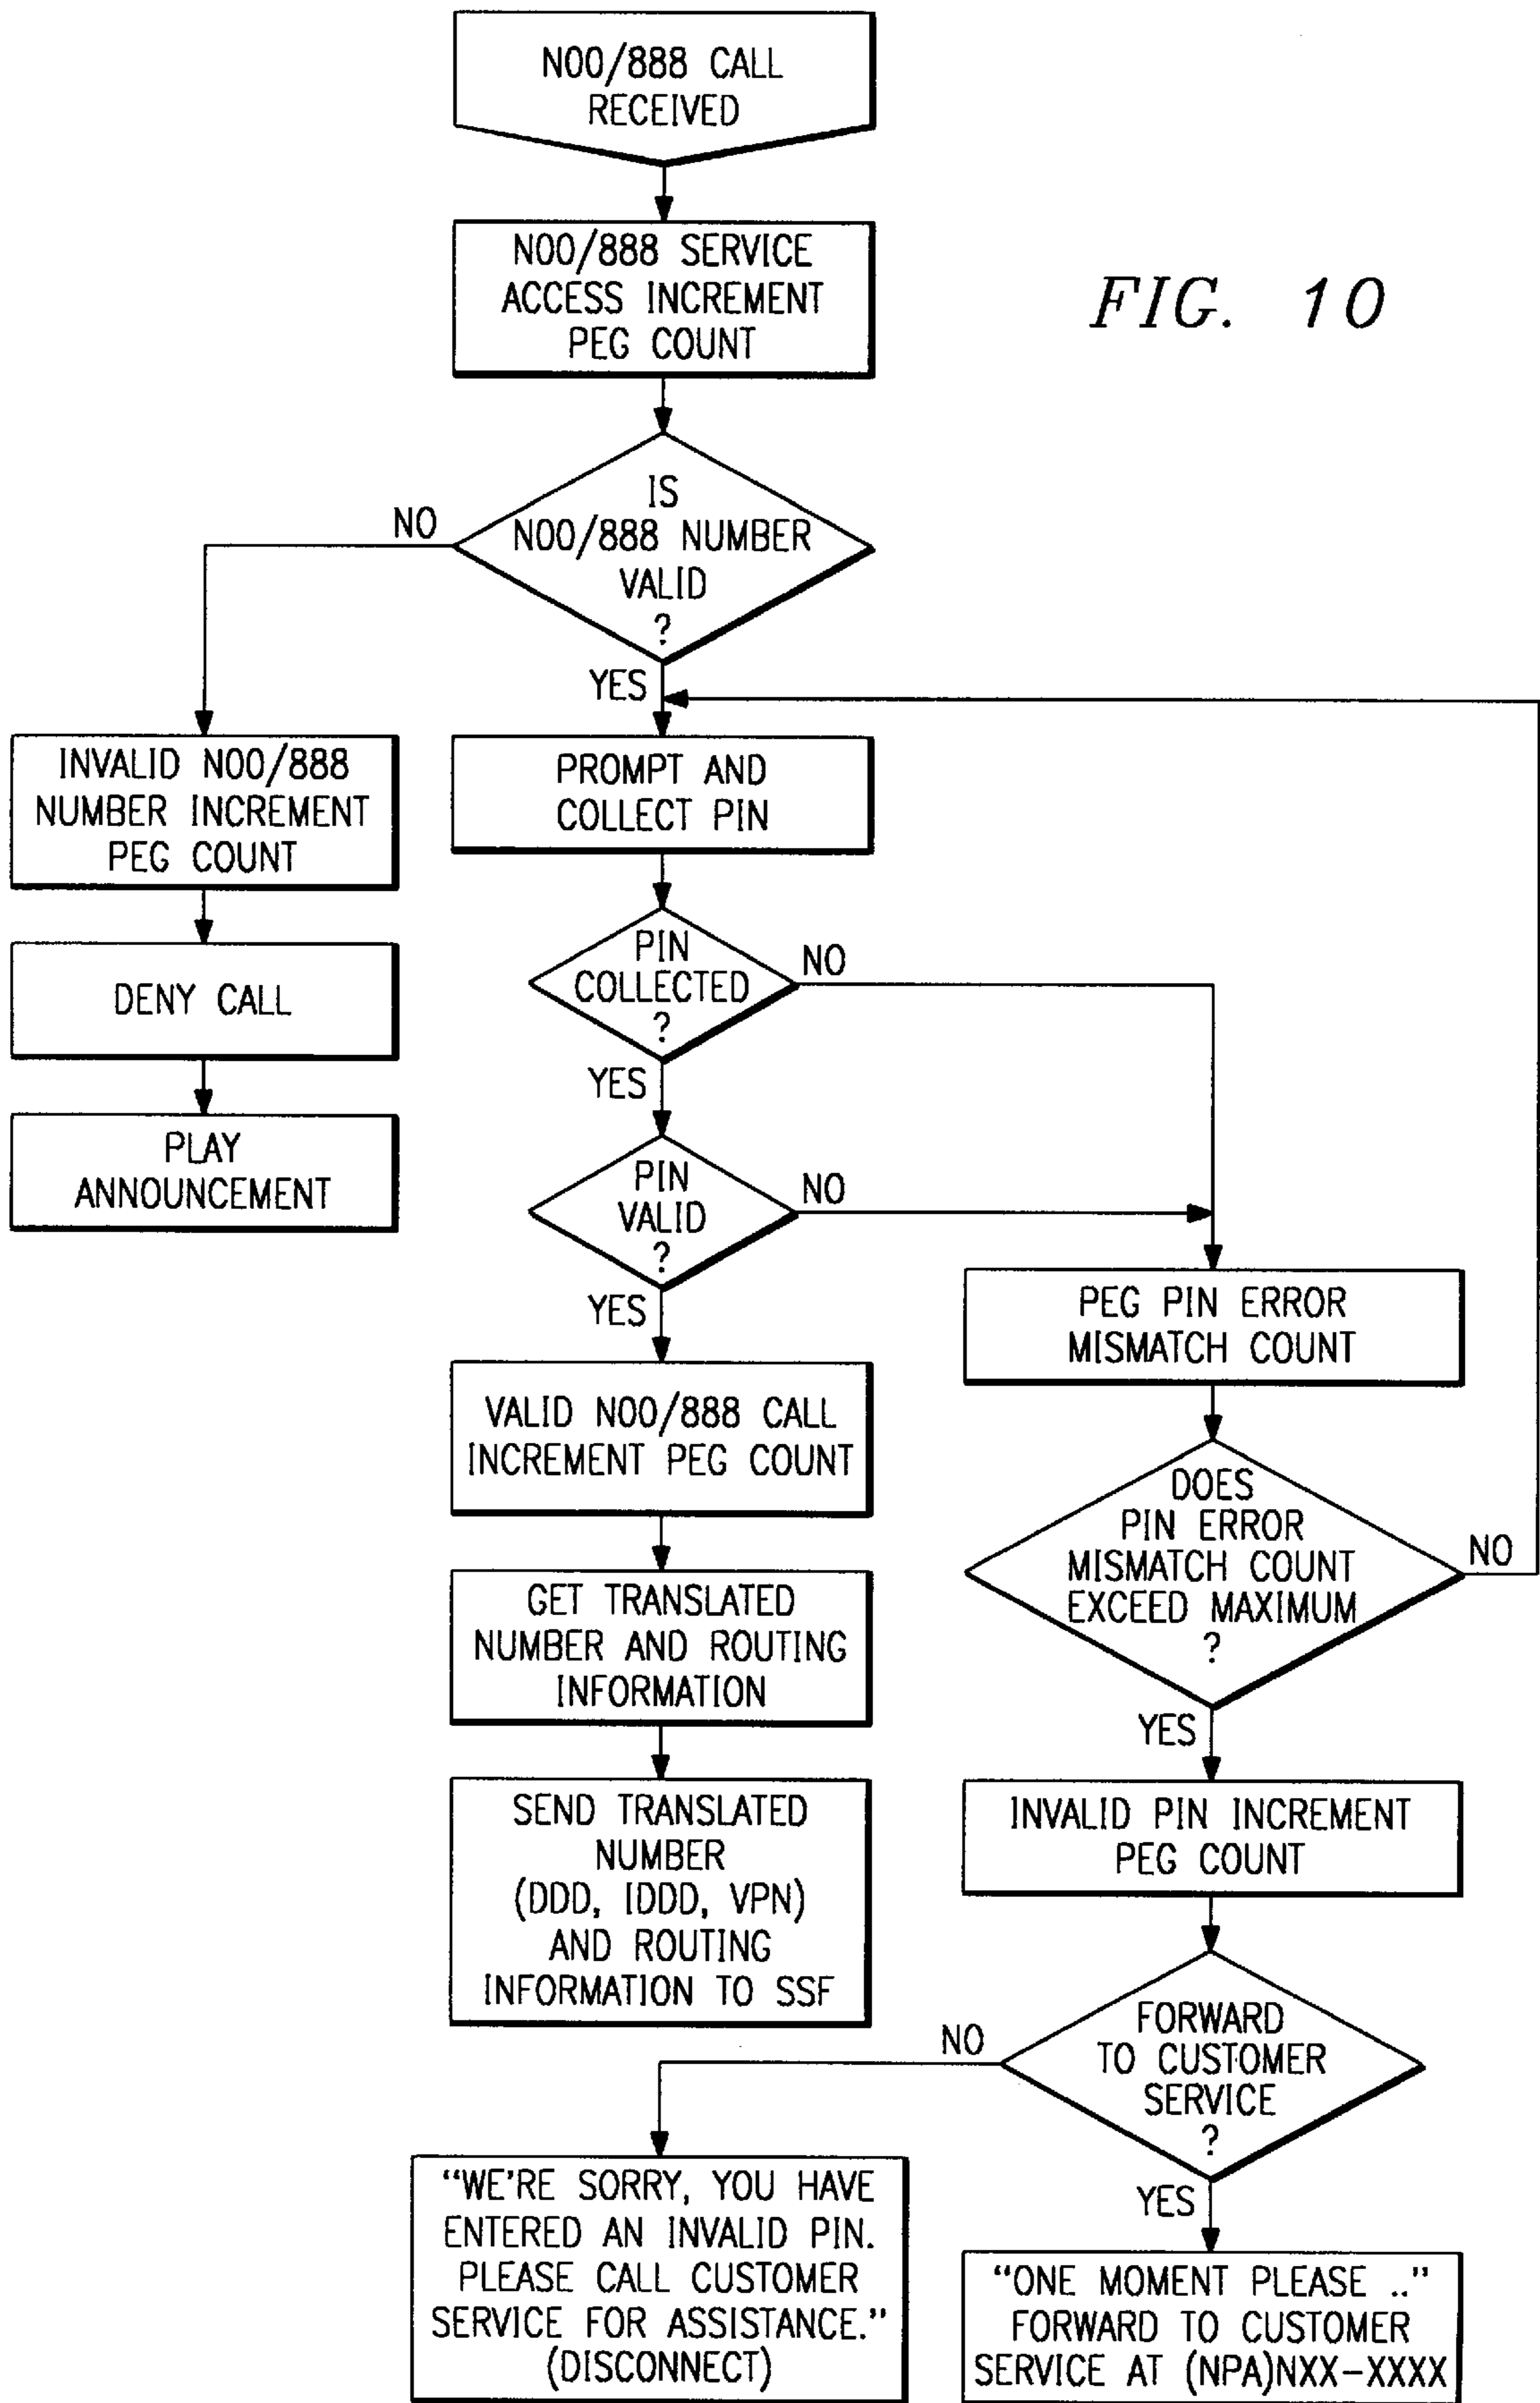 N00/888 CALL
RECEIVED
N00/888 SERVICE
ACCESS INCREMENT
PEG COUNT
FIG. 10
IS
N00/888 NUMBER
VALID
?
NO
YES
INVALID N00/888
NUMBER INCREMENT
PEG COUNT
DENY CALL
PLAY
ANNOUNCEMENT
PROMPT AND
COLLECT PIN
PIN
COLLECTED
?
NO
YES
PIN
VALID
?
NO
YES
PEG PIN ERROR
MISMATCH COUNT
VALID N00/888 CALL
INCREMENT PEG COUNT
DOES
PIN ERROR
MISMATCH COUNT
EXCEED MAXIMUM
?
NO
YES
GET TRANSLATED
NUMBER AND ROUTING
INFORMATION
SEND TRANSLATED
NUMBER
(DDD, IDDD, VPN)
AND ROUTING
INFORMATION TO SSF
INVALID PIN INCREMENT
PEG COUNT
FORWARD
TO CUSTOMER
SERVICE
?
NO
YES
"WE'RE SORRY, YOU HAVE
ENTERED AN INVALID PIN.
PLEASE CALL CUSTOMER
SERVICE FOR ASSISTANCE."
(DISCONNECT)
"ONE MOMENT PLEASE .."
FORWARD TO CUSTOMER
SERVICE AT (NPA)NXX-XXXX